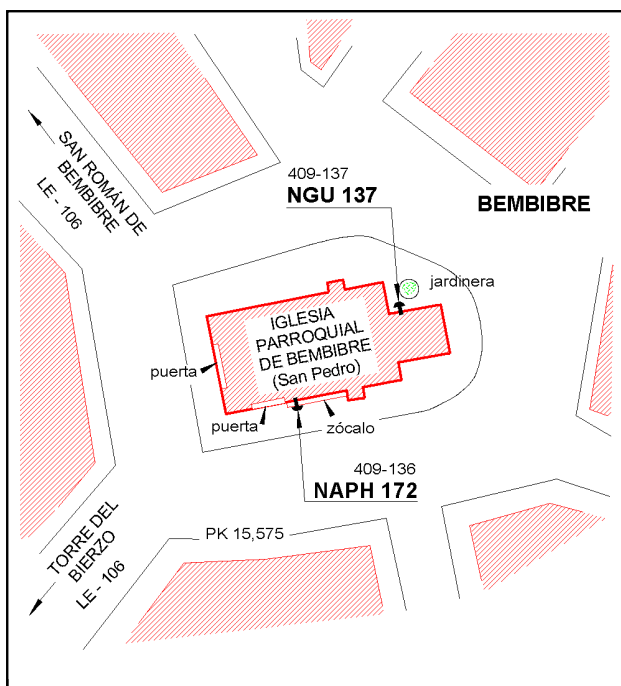 SAN ROMÁN DE
BEMBIBRE
LE - 106
409-137
NGU 137
BEMBIBRE
jardinera
IGLESIA
PARROQUIAL
DE BEMBIBRE
(San Pedro)
puerta
puerta
zócalo
409-136
NAPH 172
PK 15,575
TORRE DEL
BIERZO
LE - 106